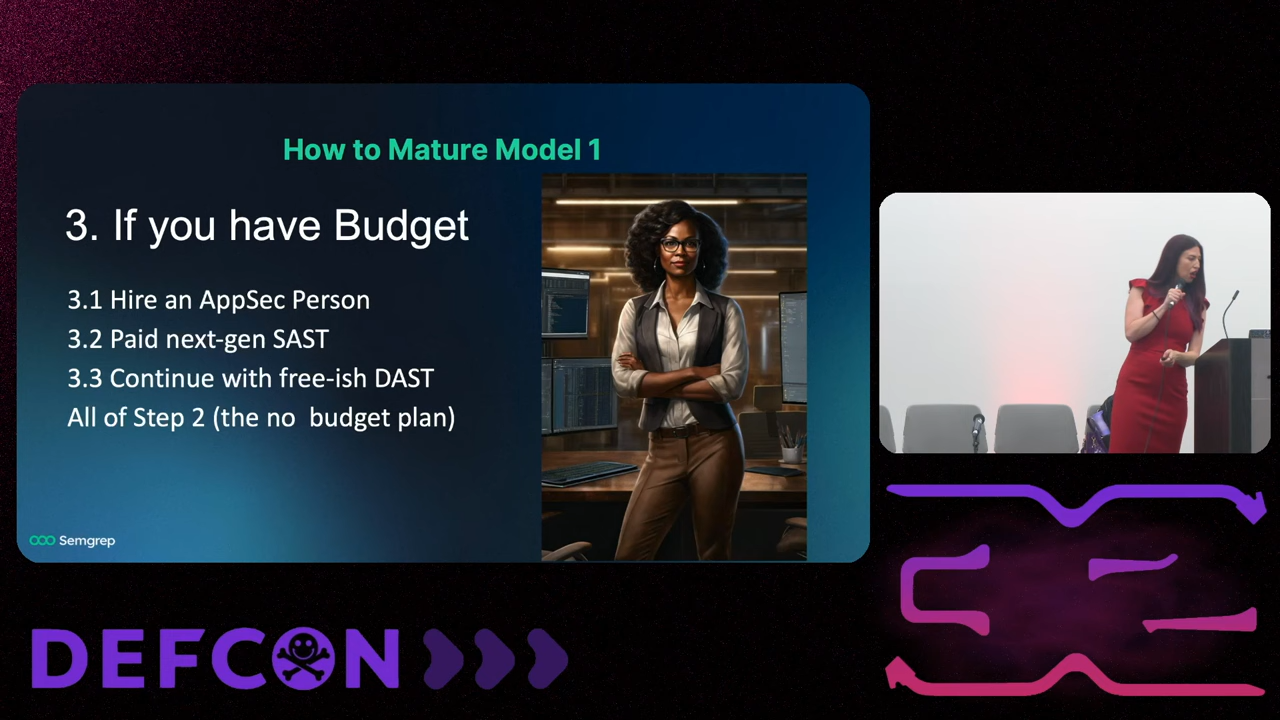 How to Mature Model 1
3. If you have Budget
3.1 Hire an AppSec Person
3.2 Paid next-gen SAST
3.3 Continue with free-ish DAST
All of Step 2 (the no  budget plan)
Semgrep
DEFCON